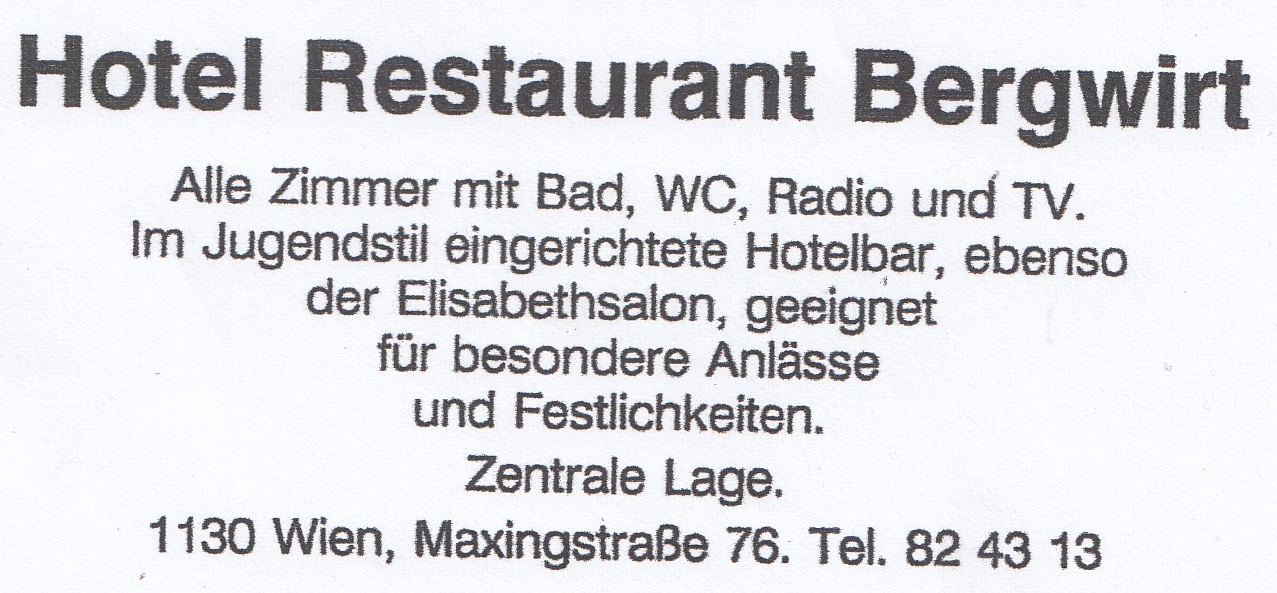 Hotel Restaurant Bergwirt
Alle Zimmer mit Bad, WC, Radio und TV.
Im Jugendstil eingerichtete Hotelbar, ebenso
der Elisabethsalon, geeignet
für besondere Anlässe
und Festlichkeiten.
Zentrale Lage.
1130 Wien, Maxingstraße 76. Tel. 82 43 13